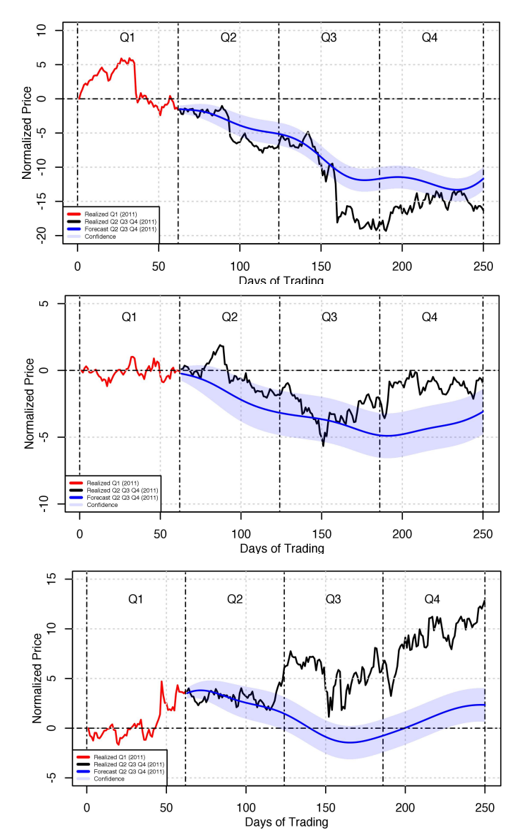 Q1 Q2 Q3 Q4
10
5
0
-5
-10
-15
-20
Normalized Price
Realized Q1 (2011)
Realized Q2 Q3 Q4 (2011)
Forecast Q2 Q3 Q4 (2011)
Confidence
0 50 100 150 200 250
Days of Trading
Q1 Q2 Q3 Q4
5
0
-5
-10
Normalized Price
Realized Q1 (2011)
Realized Q2 Q3 Q4 (2011)
Forecast Q2 Q3 Q4 (2011)
Confidence
0 50 100 150 200 250
Days of Trading
Q1 Q2 Q3 Q4
15
10
5
0
-5
Normalized Price
Realized Q1 (2011)
Realized Q2 Q3 Q4 (2011)
Forecast Q2 Q3 Q4 (2011)
Confidence
0 50 100 150 200 250
Days of Trading